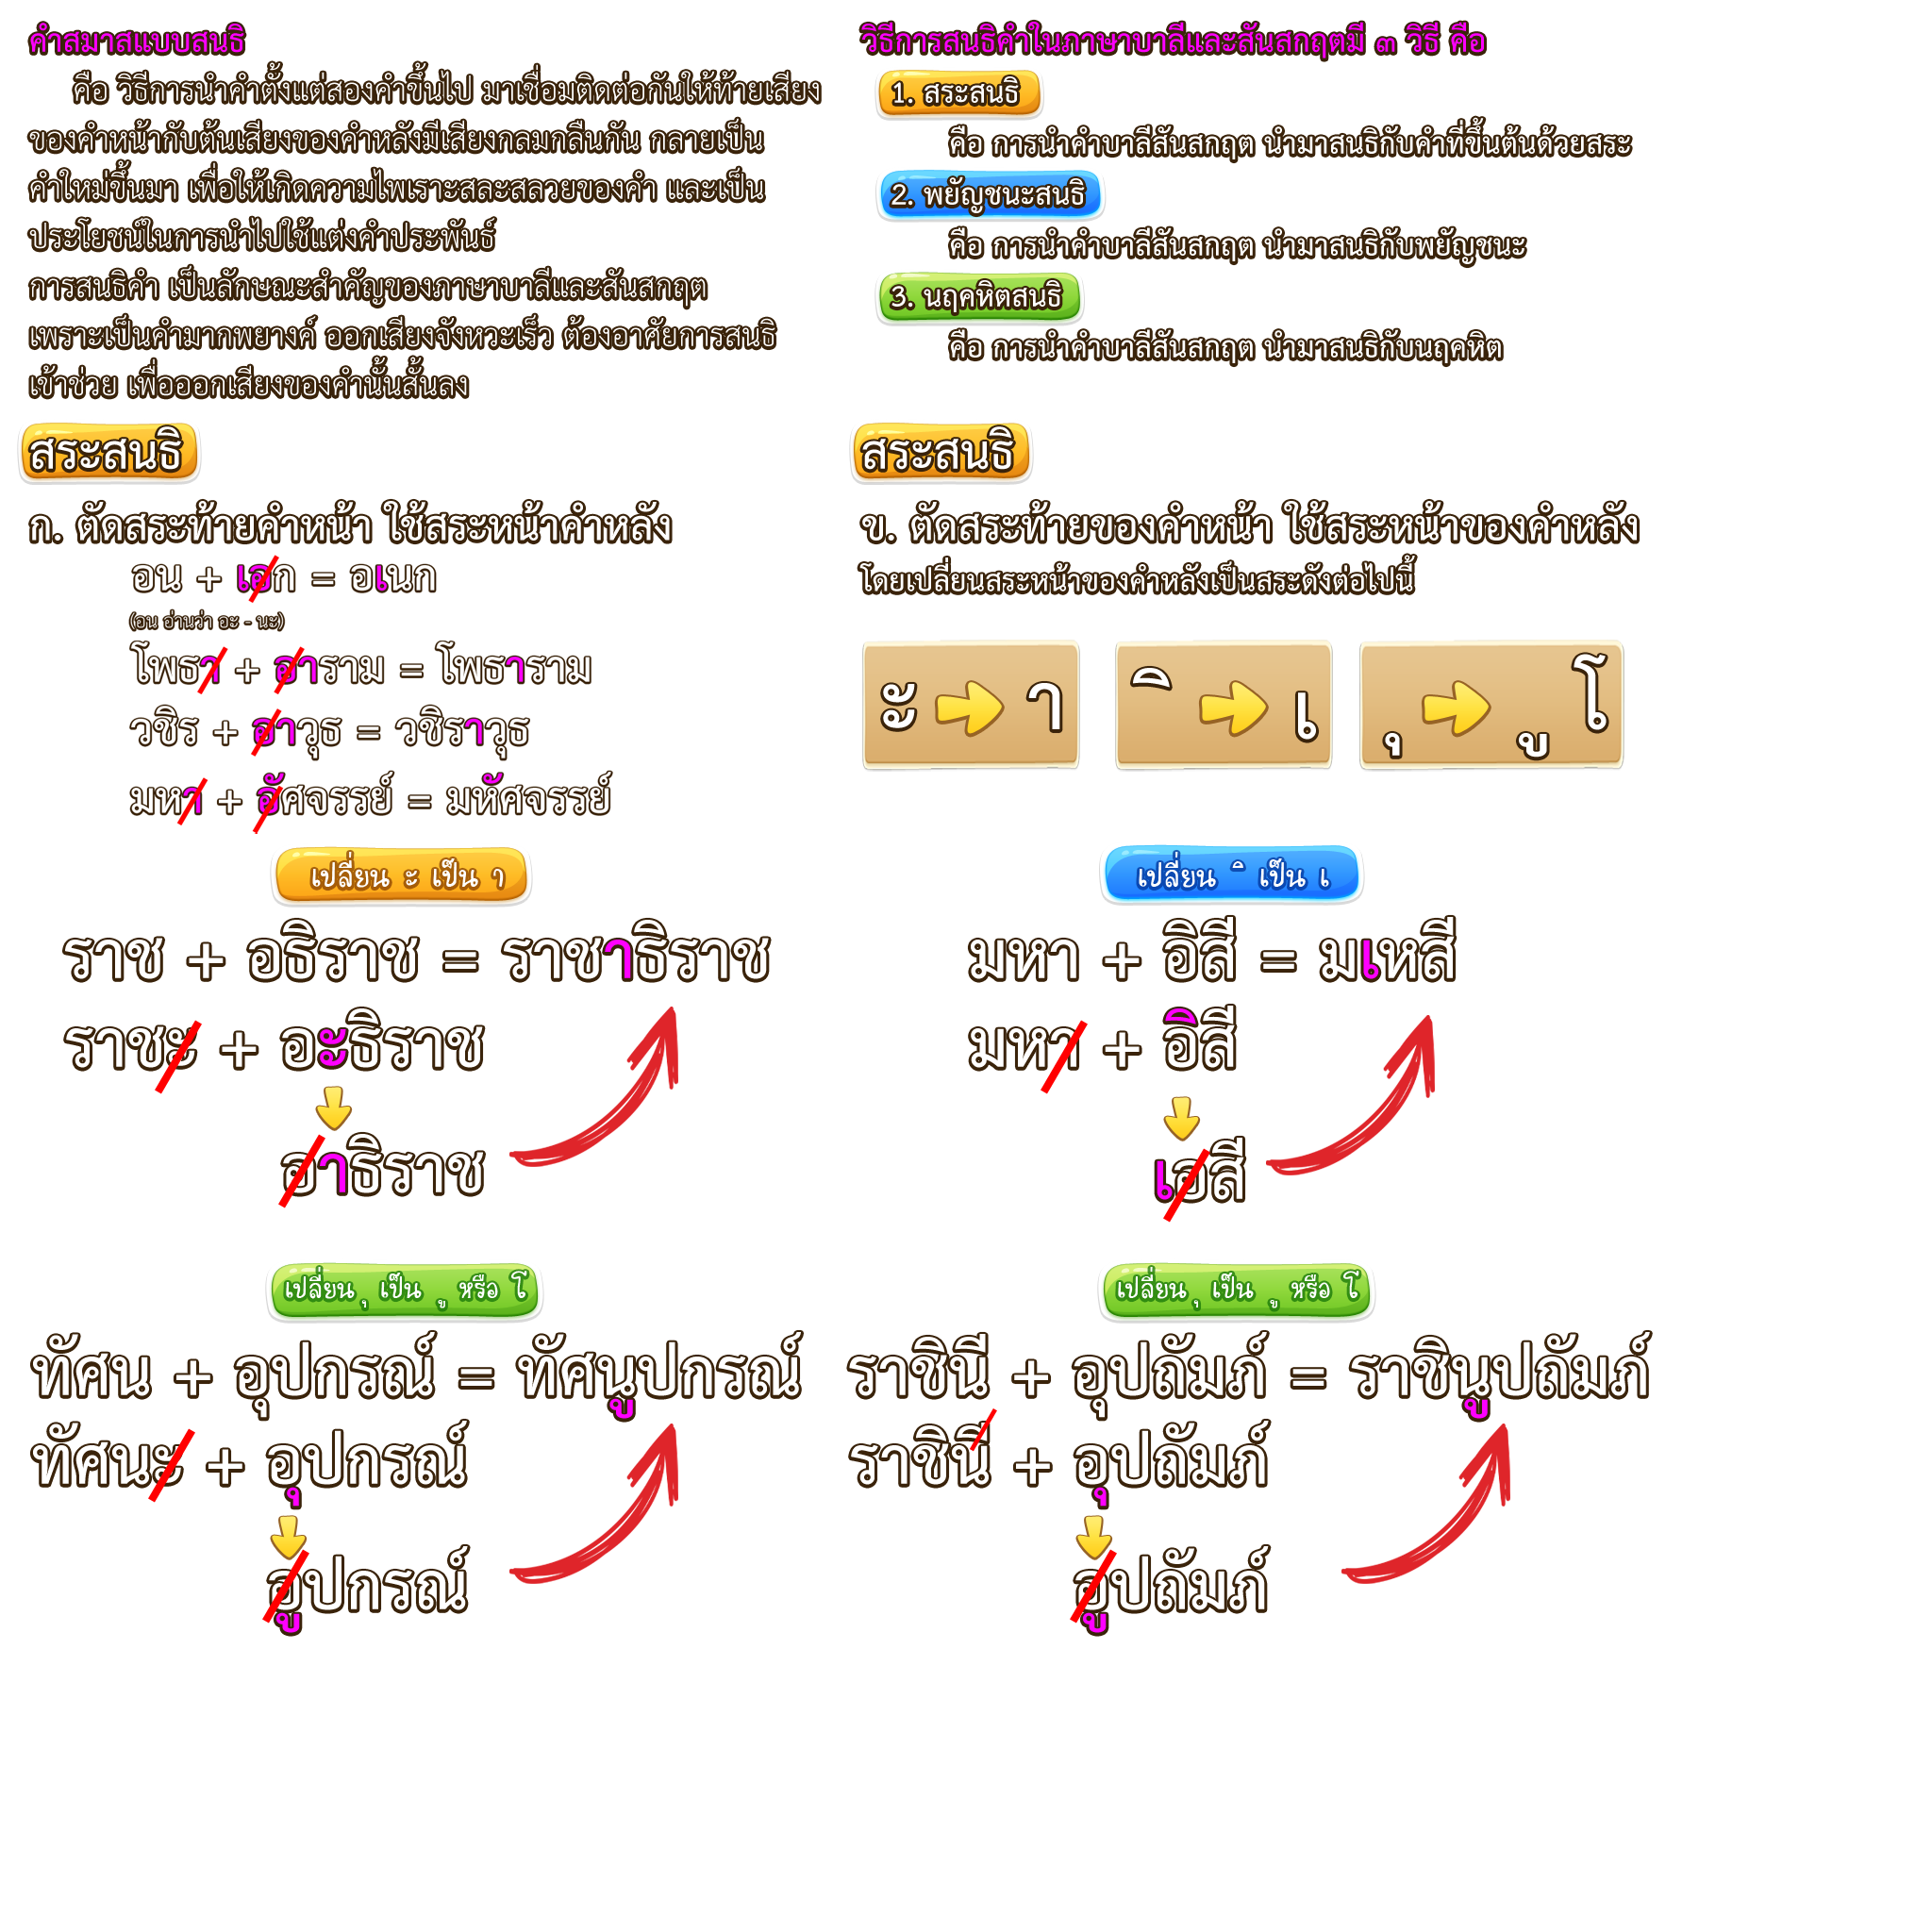 คำสมาสแบบสนธิ
คือ วิธีการนำคำตั้งแต่สองคำขึ้นไป มาเชื่อมติดต่อกันให้ท้ายเสียง
ของคำหน้ากับต้นเสียงของคำหลังมีเสียงกลมกลืนกัน กลายเป็น
คำใหม่ขึ้นมา เพื่อให้เกิดความไพเราะสละสลวยของคำ และเป็น
ประโยชน์ในการนำไปใช้แต่งคำประพันธ์
การสนธิคำ เป็นลักษณะสำคัญของภาษาบาลีและสันสกฤต
เพราะเป็นคำมากพยางค์ ออกเสียงจังหวะเร็ว ต้องอาศัยการสนธิ
เข้าช่วย เพื่อออกเสียงของคำนั้นสั้นลง
วิธีการสนธิคำในภาษาบาลีและสันสกฤตมี ๓ วิธี คือ
1. สระสนธิ
คือ การนำคำบาลีสันสกฤต นำมาสนธิกับคำที่ขึ้นต้นด้วยสระ
2. พยัญชนะสนธิ
คือ การนำคำบาลีสันสกฤต นำมาสนธิกับพยัญชนะ
3. นฤคหิตสนธิ
คือ การนำคำบาลีสันสกฤต นำมาสนธิกับนฤคหิต
สระสนธิ
ก. ตัดสระท้ายคำหน้า ใช้สระหน้าคำหลัง
อน + เอก = อเนก
(อน อ่านว่า อะ - นะ)
โพธา + อาราม = โพธาราม
วชิร + อาวุธ = วชิราวุธ
มหา + อัศจรรย์ = มหัศจรรย์
สระสนธิ
ข. ตัดสระท้ายของคำหน้า ใช้สระหน้าของคำหลัง
โดยเปลี่ยนสระหน้าของคำหลังเป็นสระดังต่อไปนี้
ะ า
ิ เ
ุ ู โ
เปลี่ยน ะ เป็น า
ราช + อธิราช = ราชาธิราช
ราชะ + อะธิราช
อาธิราช
เปลี่ยน ิ เป็น เ
มหา + อิสี = มเหสี
มหา + อิสี
เอสี
เปลี่ยน ุ เป็น ู หรือ โ
ทัศน + อุปกรณ์ = ทัศนูปกรณ์
ทัศนะ + อุปกรณ์
อูปกรณ์
เปลี่ยน ุ เป็น ู หรือ โ
ราชินี + อุปถัมภ์ = ราชินูปถัมภ์
ราชินี + อุปถัมภ์
อูปถัมภ์